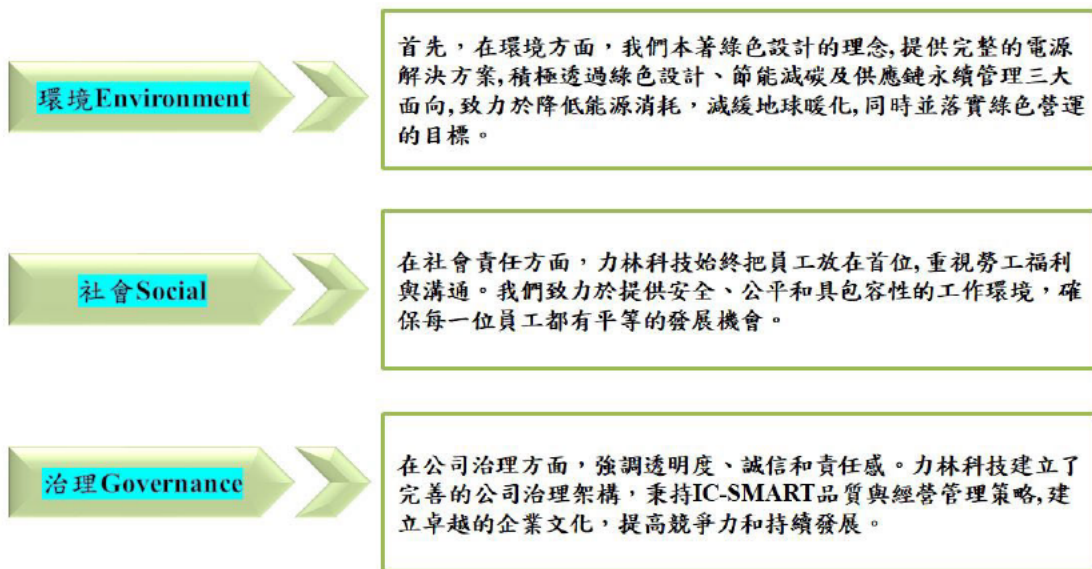 環境Environment
首先，在環境方面，我們本著綠色設計的理念,提供完整的電源
解決方案,積極透過綠色設計、節能減碳及供應鏈永續管理三大
面向,致力於降低能源消耗，減緩地球暖化,同時並落實綠色營運
的目標。
社會Social
在社會責任方面，力林科技始終把員工放在首位,重視勞工福利
與溝通。我們致力於提供安全、公平和具包容性的工作環境，確
保每一位員工都有平等的發展機會。
治理Governance
在公司治理方面，強調透明度、誠信和責任感。力林科技建立了
完善的公司治理架構，秉持IC-SMART品質與經營管理策略,建
立卓越的企業文化，提高競爭力和持續發展。